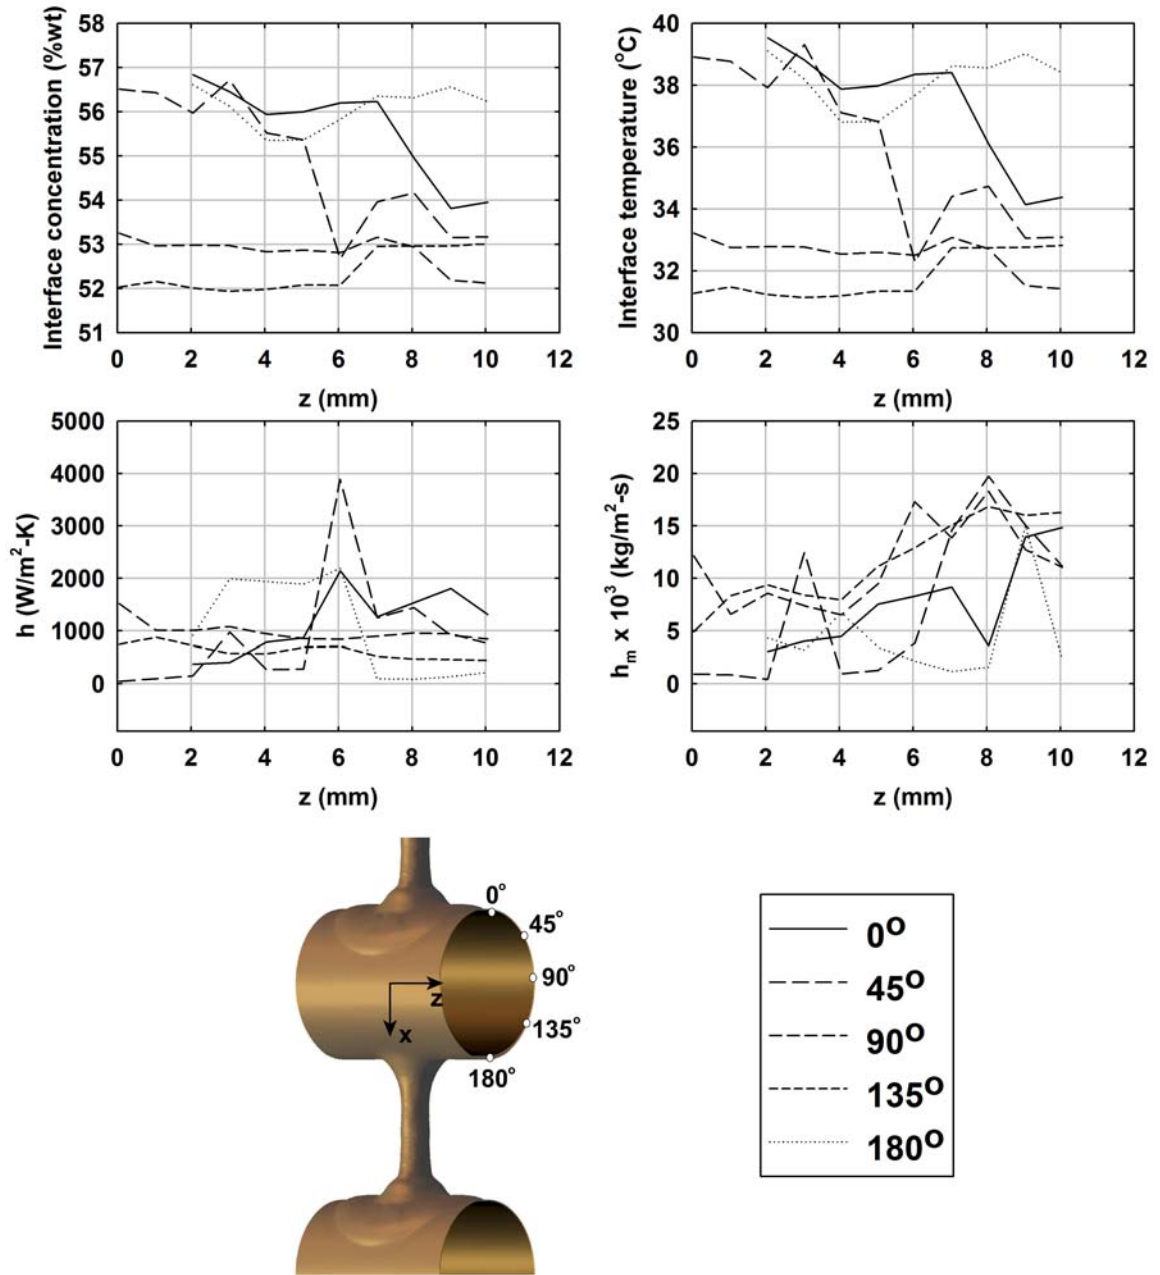 Interface concentration (%wt)
58
57
56
55
54
53
52
51
0 2 4 6 8 10 12
z (mm)
Interface temperature (°C)
40
38
36
34
32
30
0 2 4 6 8 10 12
z (mm)
h (W/m²-K)
5000
4000
3000
2000
1000
0
0 2 4 6 8 10 12
z (mm)
hₘ x 10³ (kg/m²-s)
25
20
15
10
5
0
0 2 4 6 8 10 12
z (mm)
0°
45°
90°
135°
180°
z
x
0°
45°
90°
135°
180°